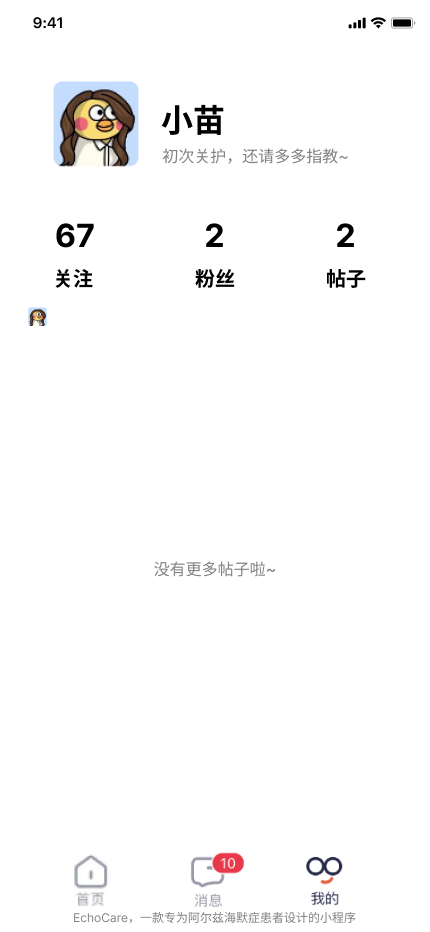 9:41
小苗
初次关护，还请多多指教~
67
2
2
关注
粉丝
帖子
没有更多帖子啦~
10
首页
消息
我的
EchoCare，一款专为阿尔兹海默症患者设计的小程序